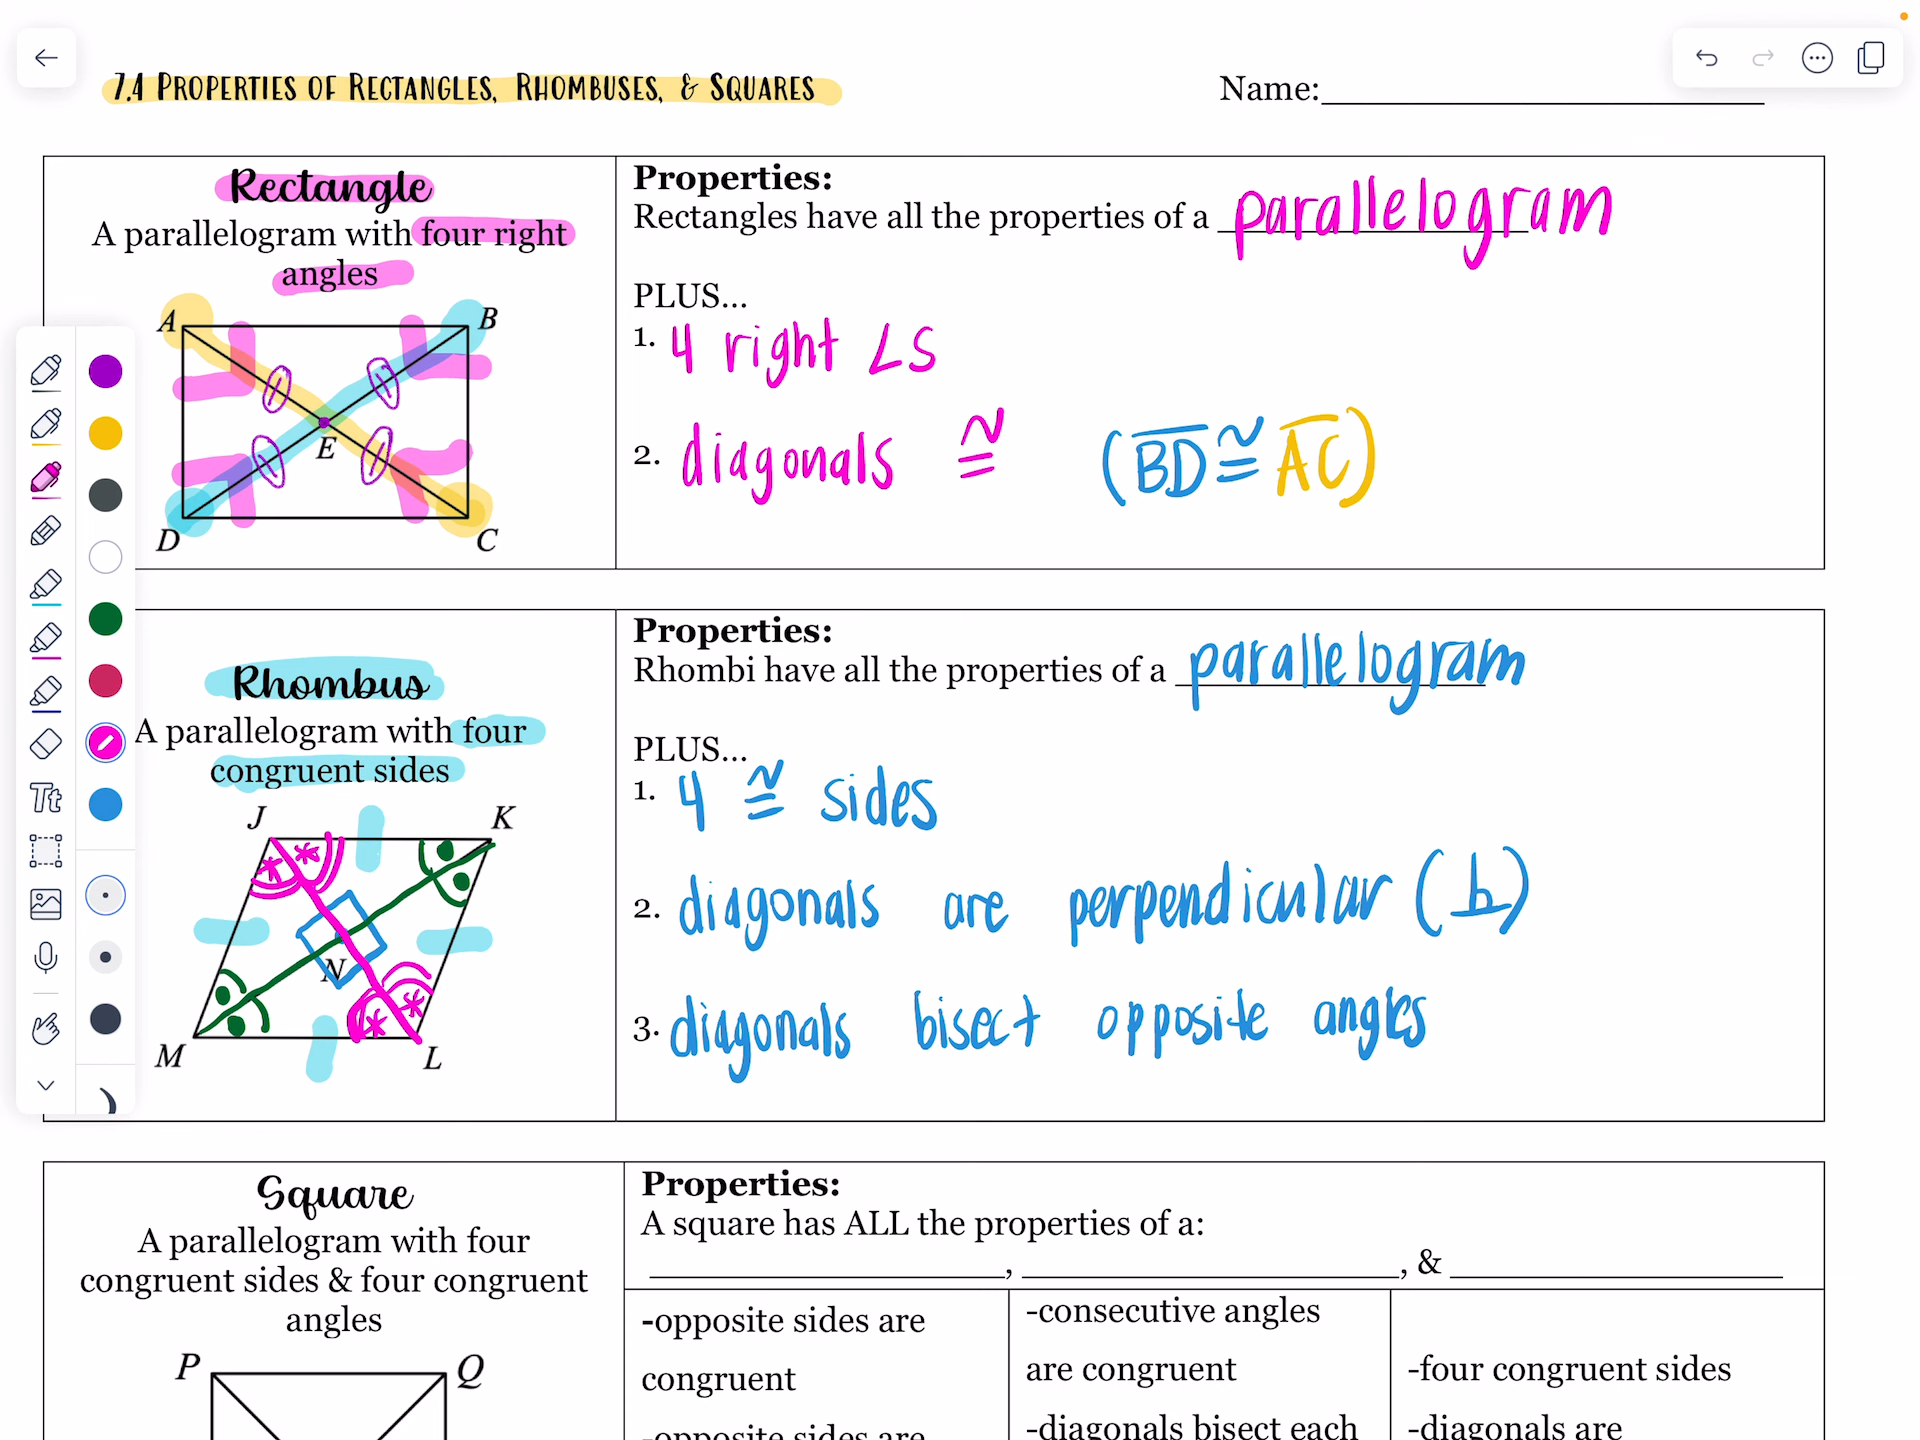 7.4 PROPERTIES OF RECTANGLES, RHOMBUSES, & SQUARES
Name:
Rectangle
A parallelogram with four right
angles
A
B
E
D
C
Properties:
Rectangles have all the properties of a parallelogram
PLUS...
1. 4 right ∠s
2. diagonals ≅ (BD ≅ AC)
Rhombus
A parallelogram with four
congruent sides
J
K
N
M
L
Properties:
Rhombi have all the properties of a parallelogram
PLUS...
1. 4 ≅ sides
2. diagonals are perpendicular (⊥)
3. diagonals bisect opposite angles
Square
A parallelogram with four
congruent sides & four congruent
angles
P
Q
Properties:
A square has ALL the properties of a:
, , &
-opposite sides are
congruent
-opposite sides are
-consecutive angles
are congruent
-diagonals bisect each
-four congruent sides
-diagonals are
Tt